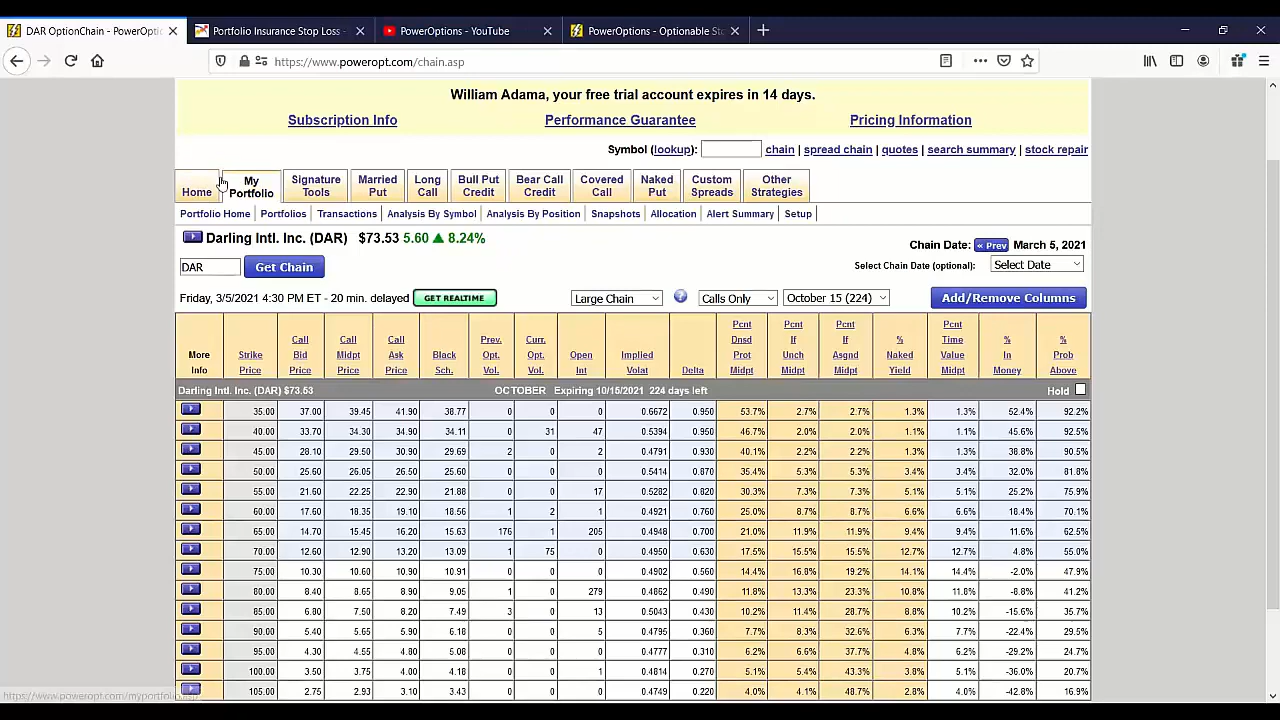 DAR OptionChain - PowerOptio
Portfolio Insurance Stop Loss -
PowerOptions - YouTube
PowerOptions - Optionable Sto
https://www.poweropt.com/chain.asp
William Adama, your free trial account expires in 14 days.
Subscription Info Performance Guarantee Pricing Information
Symbol (lookup): chain | spread chain | quotes | search summary | stock repair
Home My Portfolio Signature Tools Married Put Long Call Bull Put Credit Bear Call Credit Covered Call Naked Put Custom Spreads Other Strategies
Portfolio Home Portfolios Transactions Analysis By Symbol Analysis By Position Snapshots Allocation Alert Summary Setup
Darling Intl. Inc. (DAR) $73.53 5.60 ▲ 8.24%
Chain Date: « Prev March 5, 2021
DAR Get Chain
Select Chain Date (optional): Select Date
Friday, 3/5/2021 4:30 PM ET - 20 min. delayed GET REALTIME Large Chain ? Calls Only October 15 (224) Add/Remove Columns
More Info Strike Price Call Bid Price Call Midpt Price Call Ask Price Black Sch. Prev. Opt. Vol. Curr. Opt. Vol. Open Int Implied Volat Delta Pcnt Dnsd Prot Midpt Pcnt If Unch Midpt Pcnt If Asgnd Midpt % Naked Yield Pcnt Time Value Midpt % In Money % Prob Above
Darling Intl. Inc. (DAR) $73.53 OCTOBER Expiring 10/15/2021 224 days left Hold
35.00 37.00 39.45 41.90 38.77 0 0 0 0.6672 0.950 53.7% 2.7% 2.7% 1.3% 1.3% 52.4% 92.2%
40.00 33.70 34.30 34.90 34.11 0 31 47 0.5394 0.950 46.7% 2.0% 2.0% 1.1% 1.1% 45.6% 92.5%
45.00 28.10 29.50 30.90 29.69 2 0 2 0.4791 0.930 40.1% 2.2% 2.2% 1.3% 1.3% 38.8% 90.5%
50.00 25.60 26.05 26.50 25.60 0 0 0 0.5414 0.870 35.4% 5.3% 5.3% 3.4% 3.4% 32.0% 81.8%
55.00 21.60 22.25 22.90 21.88 0 0 17 0.5282 0.820 30.3% 7.3% 7.3% 5.1% 5.1% 25.2% 75.9%
60.00 17.60 18.35 19.10 18.56 1 2 1 0.4921 0.760 25.0% 8.7% 8.7% 6.6% 6.6% 18.4% 70.1%
65.00 14.70 15.45 16.20 15.63 176 1 205 0.4948 0.700 21.0% 11.9% 11.9% 9.4% 9.4% 11.6% 62.5%
70.00 12.60 12.90 13.20 13.09 1 75 0 0.4950 0.630 17.5% 15.5% 15.5% 12.7% 12.7% 4.8% 55.0%
75.00 10.30 10.60 10.90 10.91 0 0 0 0.4902 0.560 14.4% 16.8% 19.2% 14.1% 14.4% -2.0% 47.9%
80.00 8.40 8.65 8.90 9.05 1 0 279 0.4862 0.490 11.8% 13.3% 23.3% 10.8% 11.8% -8.8% 41.2%
85.00 6.80 7.50 8.20 7.49 3 0 13 0.5043 0.430 10.2% 11.4% 28.7% 8.8% 10.2% -15.6% 35.7%
90.00 5.40 5.65 5.90 6.18 0 0 5 0.4795 0.360 7.7% 8.3% 32.6% 6.3% 7.7% -22.4% 29.5%
95.00 4.30 4.55 4.80 5.08 0 0 0 0.4777 0.310 6.2% 6.6% 37.7% 4.8% 6.2% -29.2% 24.7%
100.00 3.50 3.75 4.00 4.18 0 0 1 0.4814 0.270 5.1% 5.4% 43.3% 3.8% 5.1% -36.0% 20.7%
105.00 2.75 2.93 3.10 3.43 0 0 0 0.4749 0.220 4.0% 4.1% 48.7% 2.8% 4.0% -42.8% 16.9%